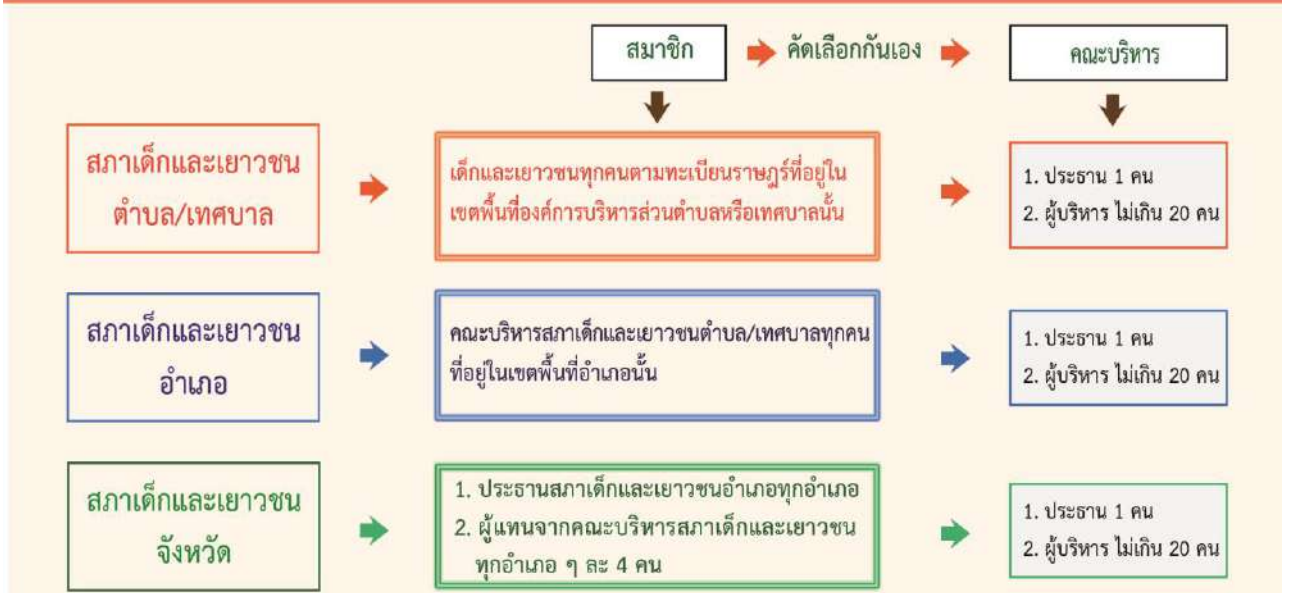 สมาชิก
คัดเลือกกันเอง
คณะบริหาร
สภาเด็กและเยาวชน
ตำบล/เทศบาล
เด็กและเยาวชนทุกคนตามทะเบียนราษฎร์ที่อยู่ใน
เขตพื้นที่องค์การบริหารส่วนตำบลหรือเทศบาลนั้น
1. ประธาน 1 คน
2. ผู้บริหาร ไม่เกิน 20 คน
สภาเด็กและเยาวชน
อำเภอ
คณะบริหารสภาเด็กและเยาวชนตำบล/เทศบาลทุกคน
ที่อยู่ในเขตพื้นที่อำเภอนั้น
1. ประธาน 1 คน
2. ผู้บริหาร ไม่เกิน 20 คน
สภาเด็กและเยาวชน
จังหวัด
1. ประธานสภาเด็กและเยาวชนอำเภอทุกอำเภอ
2. ผู้แทนจากคณะบริหารสภาเด็กและเยาวชน
ทุกอำเภอ ๆ ละ 4 คน
1. ประธาน 1 คน
2. ผู้บริหาร ไม่เกิน 20 คน